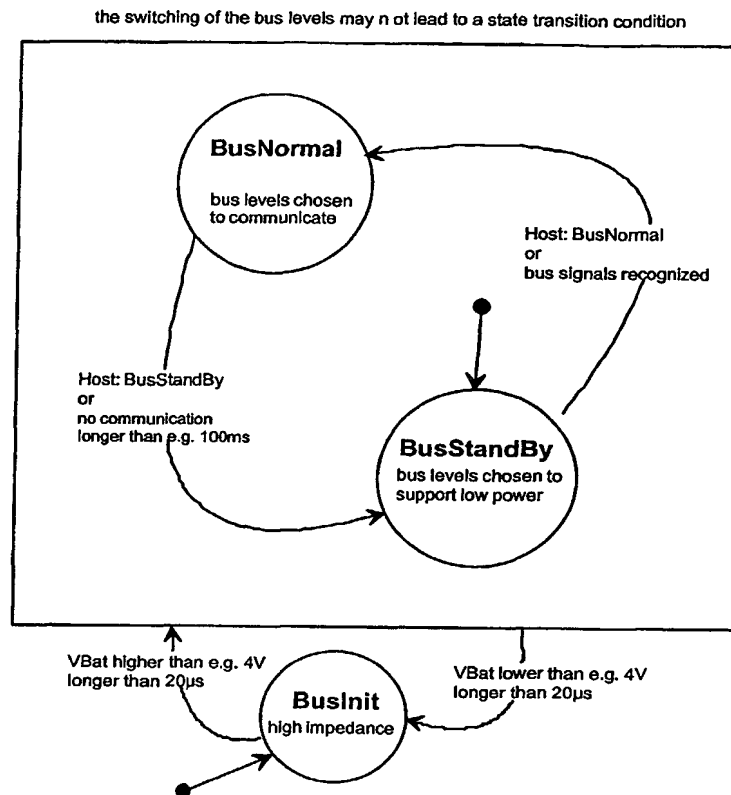 the switching of the bus levels may n ot lead to a state transition condition
BusNormal
bus levels chosen
to communicate
Host: BusNormal
or
bus signals recognized
Host: BusStandBy
or
no communication
longer than e.g. 100ms
BusStandBy
bus levels chosen to
support low power
VBat higher than e.g. 4V
longer than 20µs
VBat lower than e.g. 4V
longer than 20µs
BusInit
high impedance